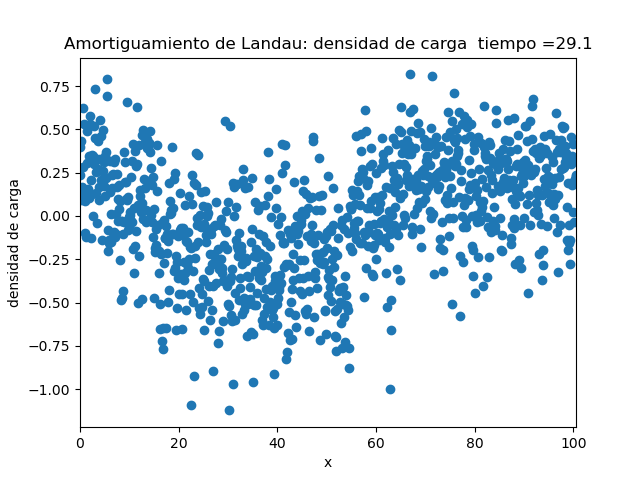 Amortiguamiento de Landau: densidad de carga  tiempo =29.1
densidad de carga
0.75
0.50
0.25
0.00
−0.25
−0.50
−0.75
−1.00
0 20 40 60 80 100
x